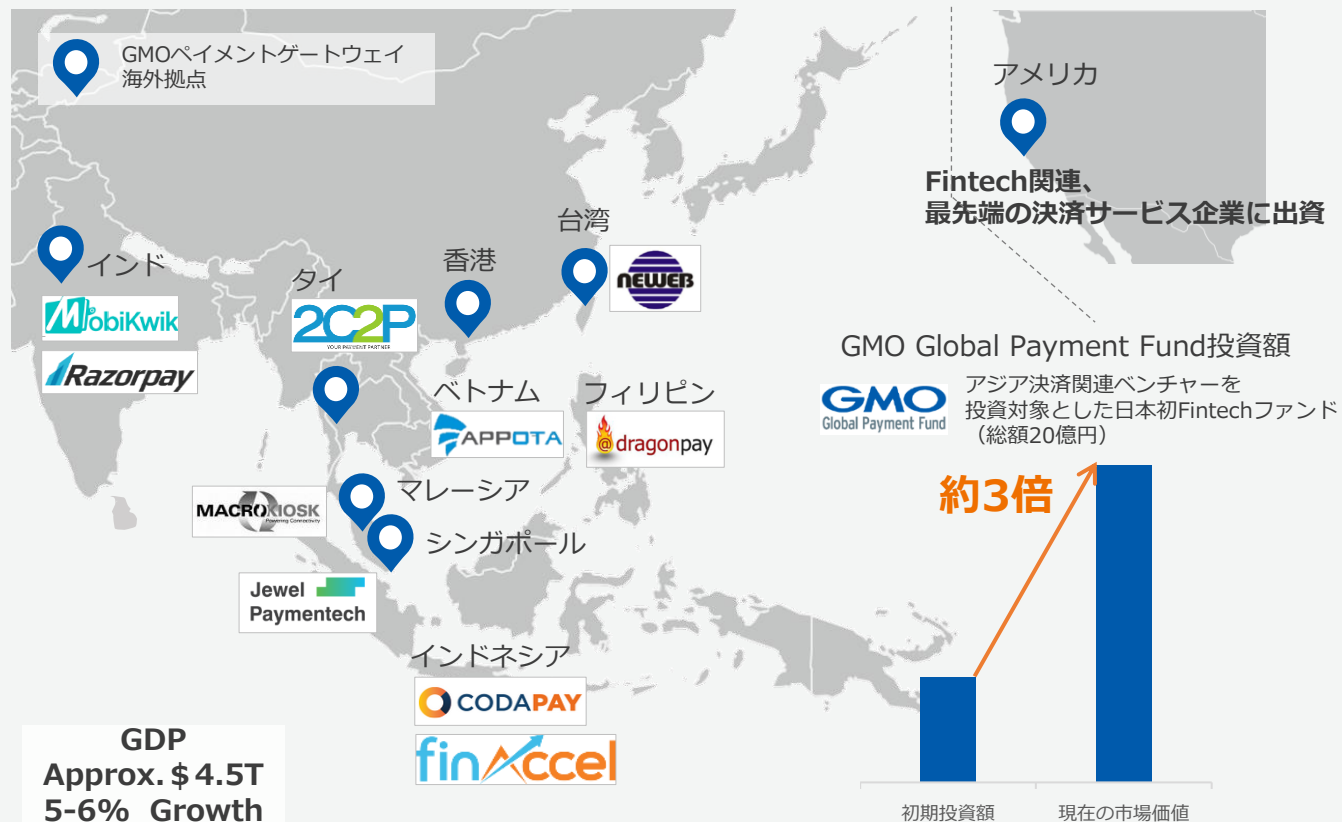 GMOペイメントゲートウェイ
海外拠点
アメリカ
Fintech関連、
最先端の決済サービス企業に出資
台湾
NEWEB
香港
インド
MobiKwik
Razorpay
タイ
2C2P
YOUR PAYMENT PARTNER
ベトナム
APPOTA
フィリピン
@dragonpay
マレーシア
MACROKIOSK
Powering Connectivity
シンガポール
Jewel
Paymentech
インドネシア
CODAPAY
finAccel
GDP
Approx.$4.5T
5-6% Growth
GMO Global Payment Fund投資額
GMO
Global Payment Fund
アジア決済関連ベンチャーを
投資対象とした日本初Fintechファンド
（総額20億円）
約3倍
初期投資額
現在の市場価値